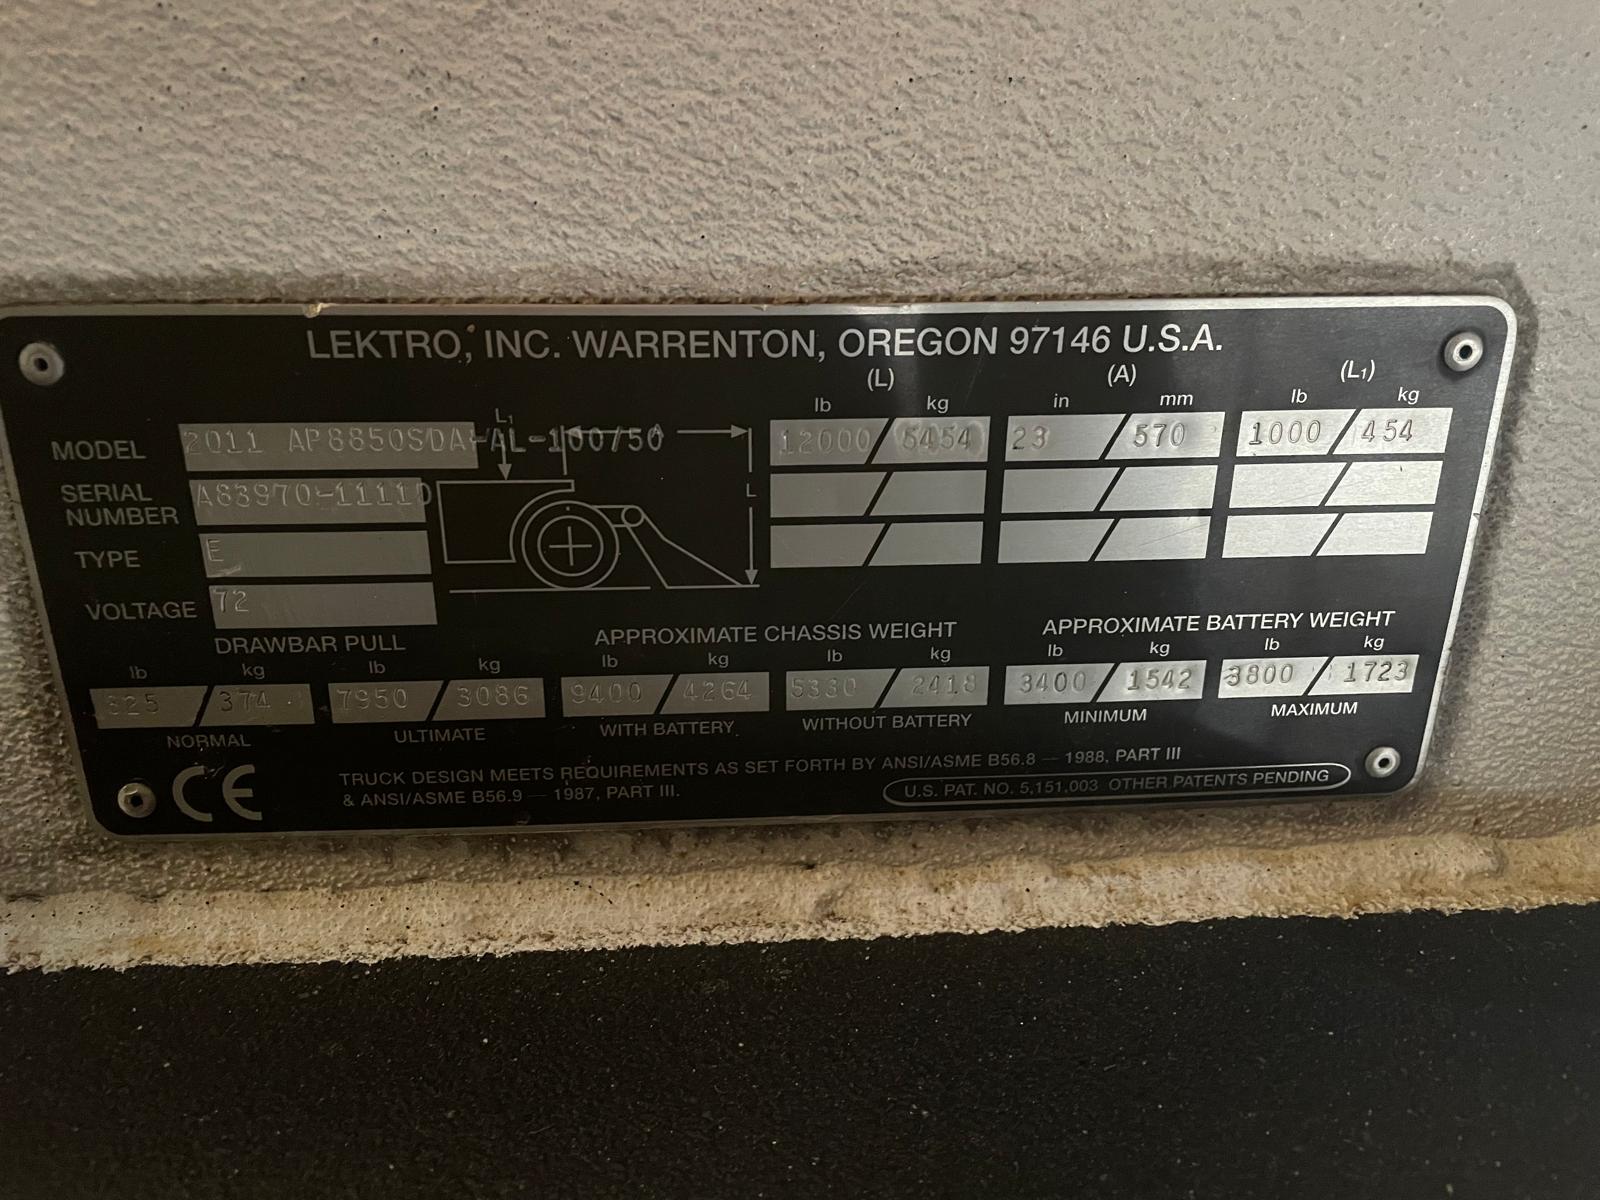 LEKTRO, INC. WARRENTON, OREGON 97146 U.S.A.
(L) (A) (L1)
lb kg in mm lb kg
MODEL 2011 AP8850SDA-AL-100/50 12000 5454 23 570 1000 454
L1 A
SERIAL NUMBER A83970-1111D
L
TYPE E
VOLTAGE 72
DRAWBAR PULL APPROXIMATE CHASSIS WEIGHT APPROXIMATE BATTERY WEIGHT
lb kg lb kg lb kg lb kg lb kg lb kg
825 374 7950 3086 9400 4264 5330 2418 3400 1542 3800 1723
NORMAL ULTIMATE WITH BATTERY WITHOUT BATTERY MINIMUM MAXIMUM
CE
TRUCK DESIGN MEETS REQUIREMENTS AS SET FORTH BY ANSI/ASME B56.8 — 1988, PART III
& ANSI/ASME B56.9 — 1987, PART III.
U.S. PAT. NO. 5,151,003 OTHER PATENTS PENDING